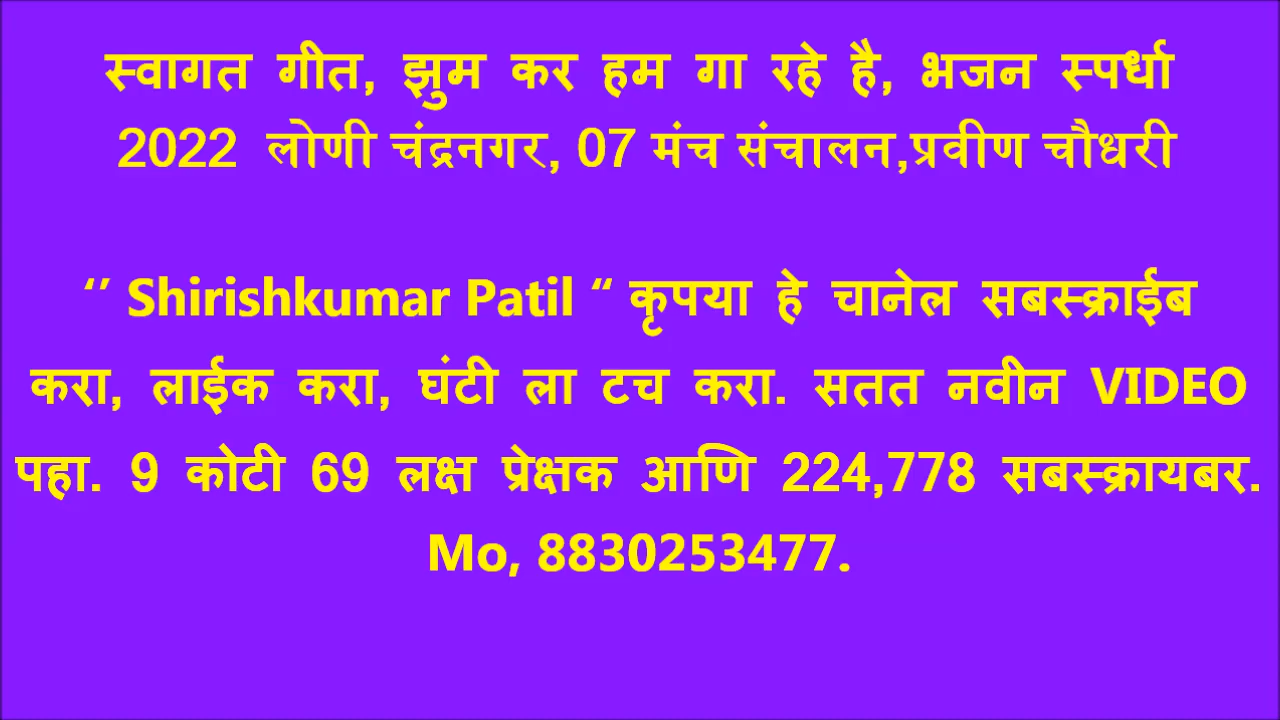 स्वागत गीत, झुम कर हम गा रहे है, भजन स्पर्धा
2022 लोणी चंद्रनगर, 07 मंच संचालन,प्रवीण चौधरी
‘’ Shirishkumar Patil “ कृपया हे चानेल सबस्क्राईब
करा, लाईक करा, घंटी ला टच करा. सतत नवीन VIDEO
पहा. 9 कोटी 69 लक्ष प्रेक्षक आणि 224,778 सबस्क्रायबर.
Mo, 8830253477.